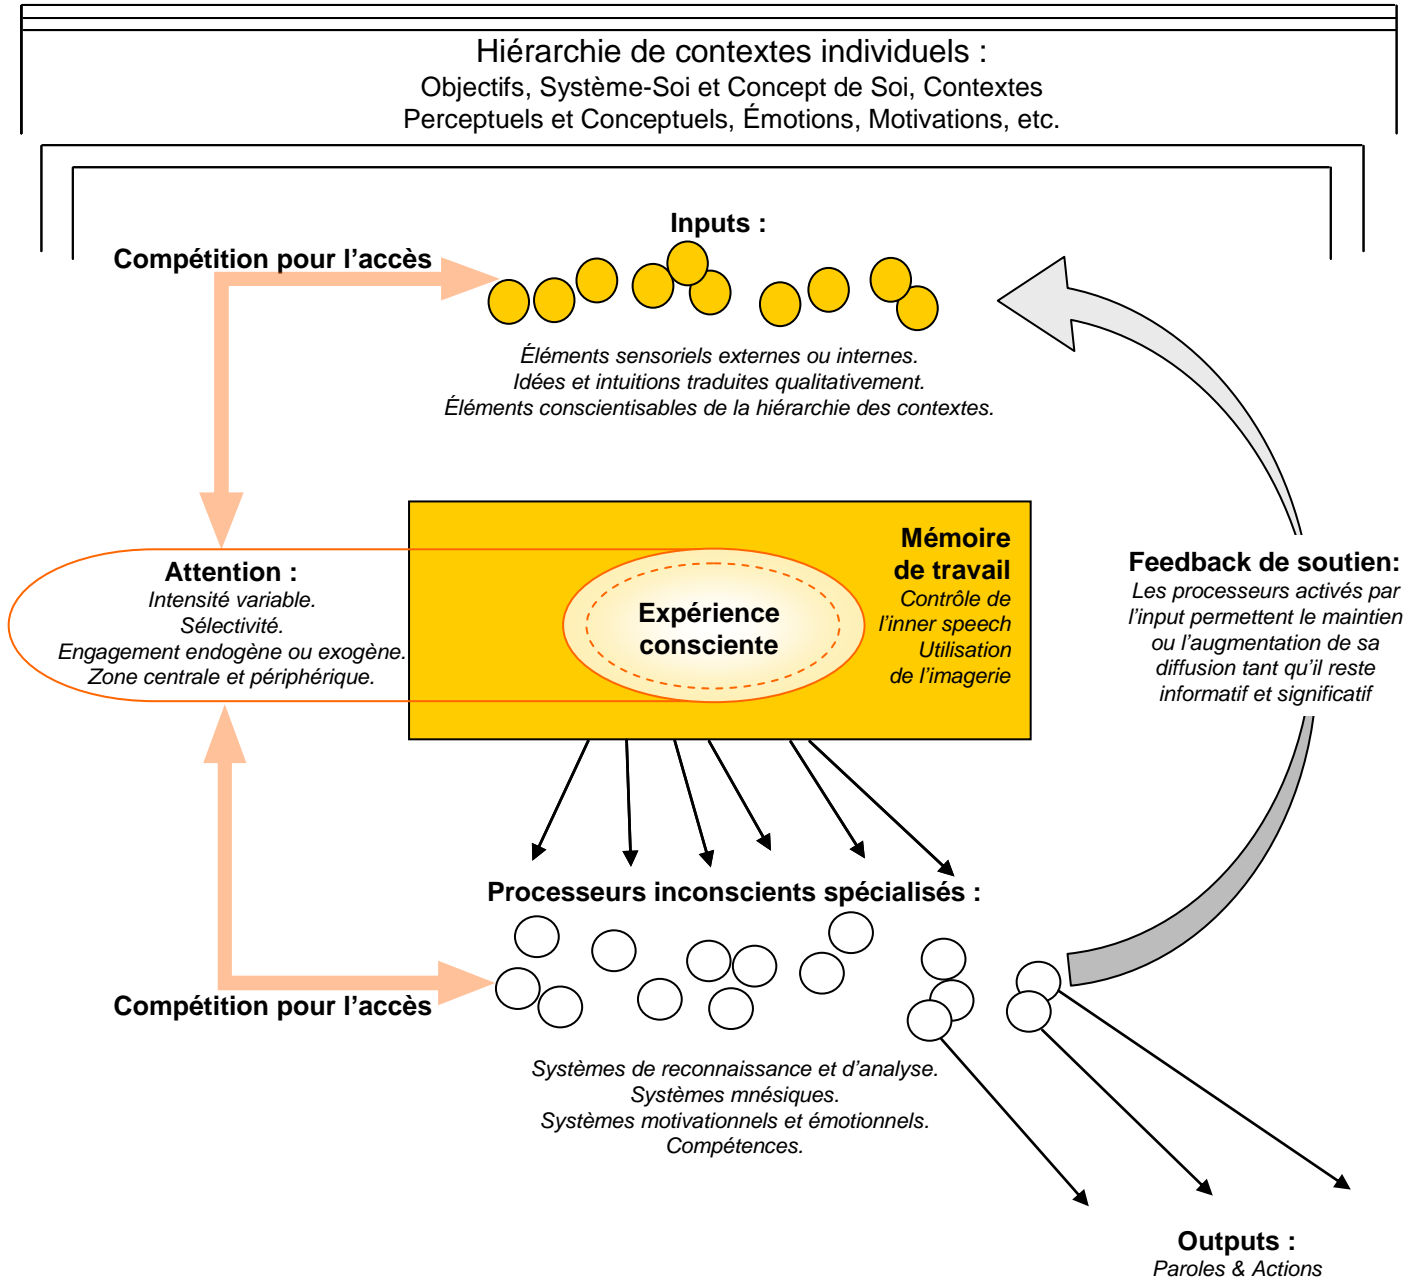 Hiérarchie de contextes individuels :
Objectifs, Système-Soi et Concept de Soi, Contextes
Perceptuels et Conceptuels, Émotions, Motivations, etc.
Inputs :
Compétition pour l’accès
Éléments sensoriels externes ou internes.
Idées et intuitions traduites qualitativement.
Éléments conscientisables de la hiérarchie des contextes.
Attention :
Intensité variable.
Sélectivité.
Engagement endogène ou exogène.
Zone centrale et périphérique.
Expérience
consciente
Mémoire
de travail
Contrôle de
l’inner speech
Utilisation
de l’imagerie
Feedback de soutien:
Les processeurs activés par
l’input permettent le maintien
ou l’augmentation de sa
diffusion tant qu’il reste
informatif et significatif
Processeurs inconscients spécialisés :
Compétition pour l’accès
Systèmes de reconnaissance et d’analyse.
Systèmes mnésiques.
Systèmes motivationnels et émotionnels.
Compétences.
Outputs :
Paroles & Actions